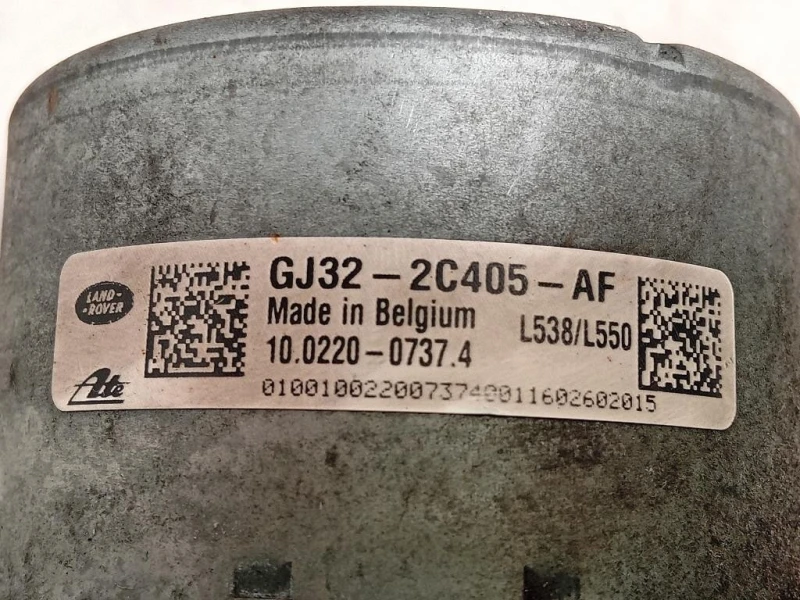 LAND-
ROVER
GJ32-2C405-AF
Made in Belgium
L538/L550
10.0220-0737.4
Ate
0100100220073740011602602015